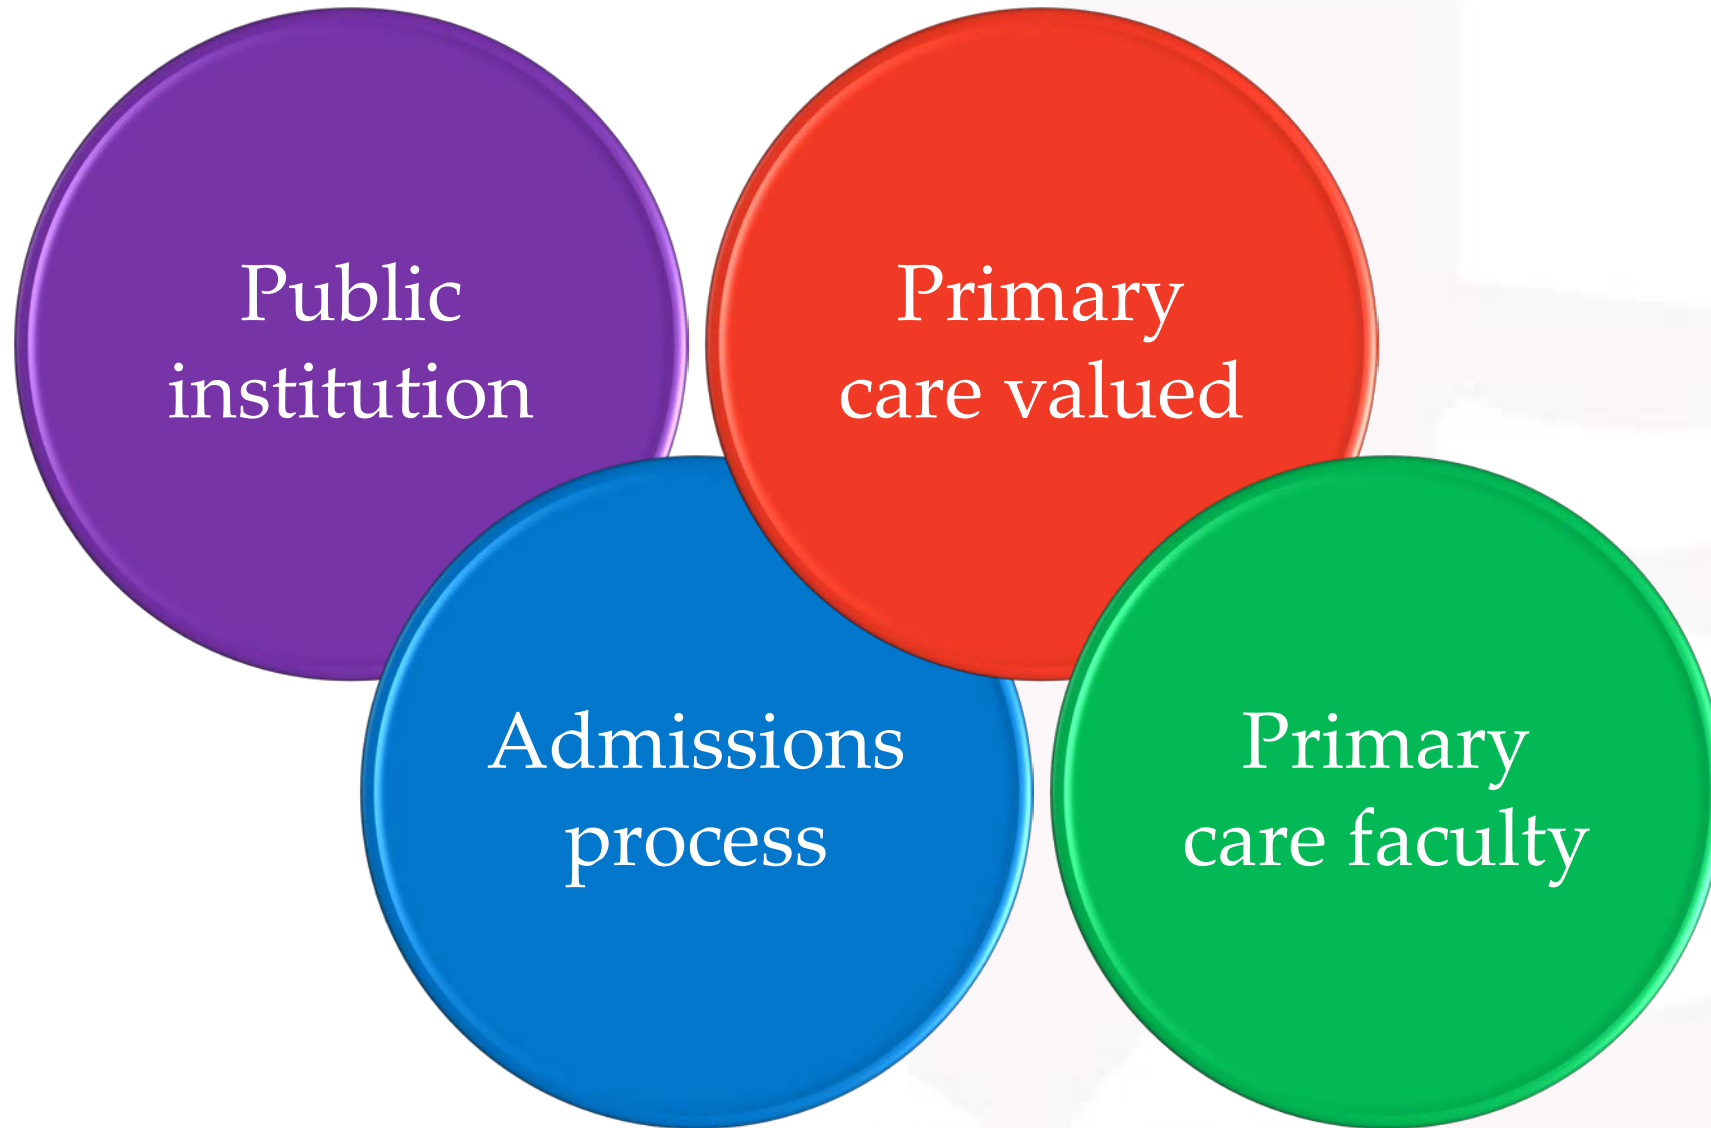 Public
institution
Primary
care valued
Admissions
process
Primary
care faculty